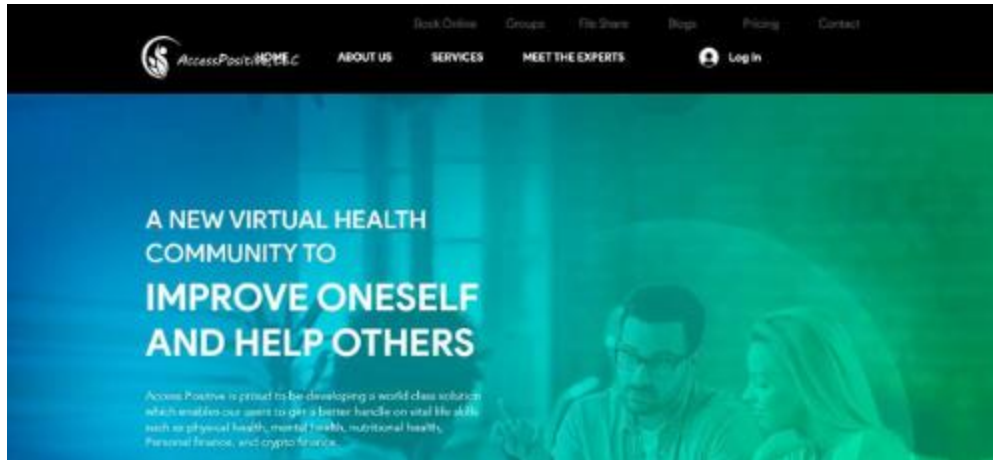 Book Online Groups File Share Blogs Pricing Contact
AccessPositive, LLC HOME ABOUT US SERVICES MEET THE EXPERTS Log In
A NEW VIRTUAL HEALTH
COMMUNITY TO
IMPROVE ONESELF
AND HELP OTHERS
Access Positive is proud to be developing a world class solution
which enables our users to get a better handle on vital life skills
such as physical health, mental health, nutritional health,
Personal finance, and crypto finance.